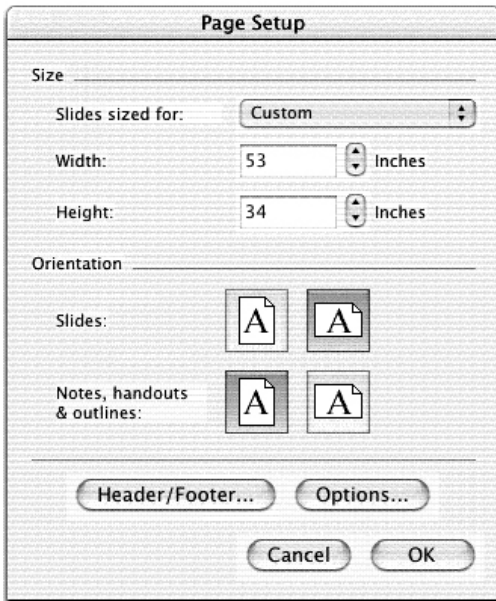 Page Setup
Size
Slides sized for: Custom
Width: 53 Inches
Height: 34 Inches
Orientation
Slides: A A
Notes, handouts
& outlines: A A
Header/Footer... Options...
Cancel OK